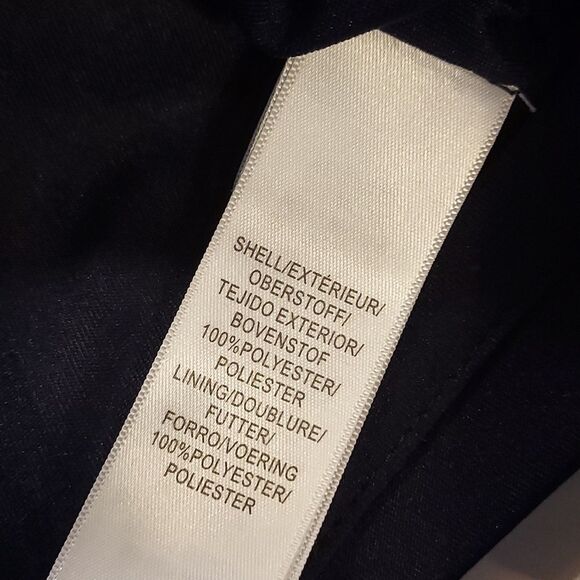 SHELL/EXTÉRIEUR/
OBERSTOFF/
TEJIDO EXTERIOR/
BOVENSTOF
100%POLYESTER/
POLIESTER
LINING/DOUBLURE/
FUTTER/
FORRO/VOERING
100%POLYESTER/
POLIESTER